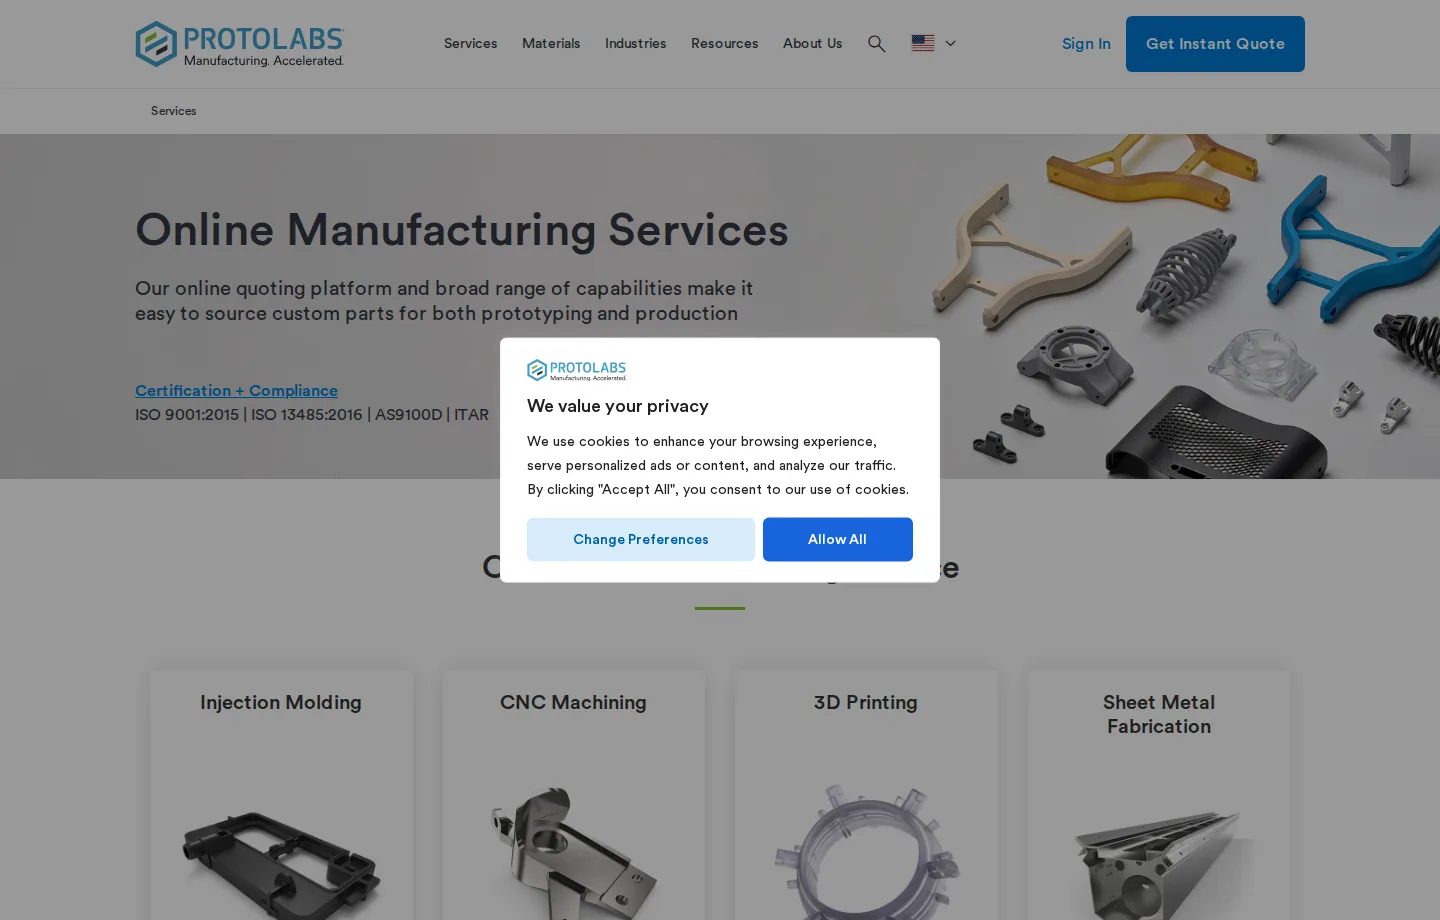 PROTOLABS
Manufacturing. Accelerated.
Services
Materials
Industries
Resources
About Us
Sign In
Get Instant Quote
Services
Online Manufacturing Services
Our online quoting platform and broad range of capabilities make it
easy to source custom parts for both prototyping and production
Certification + Compliance
ISO 9001:2015 | ISO 13485:2016 | AS9100D | ITAR
PROTOLABS
Manufacturing. Accelerated.
We value your privacy
We use cookies to enhance your browsing experience,
serve personalized ads or content, and analyze our traffic.
By clicking "Accept All", you consent to our use of cookies.
Change Preferences
Allow All
Injection Molding
CNC Machining
3D Printing
Sheet Metal
Fabrication